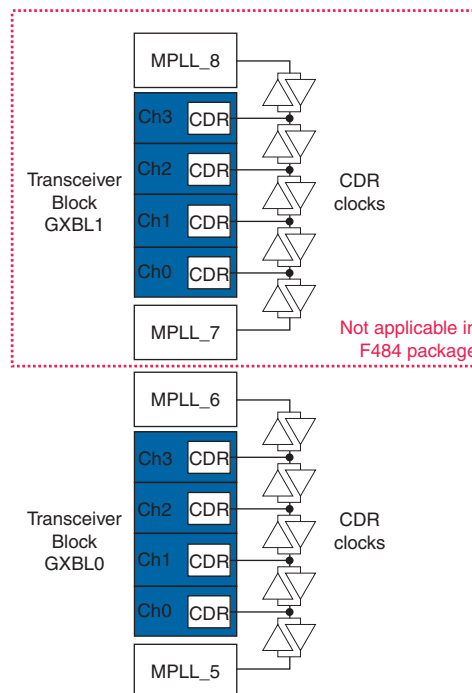 MPLL_8
Ch3 CDR
Ch2 CDR
Transceiver
Block
GXBL1
CDR
clocks
Ch1 CDR
Ch0 CDR
MPLL_7
Not applicable in
F484 package
MPLL_6
Ch3 CDR
Ch2 CDR
Transceiver
Block
GXBL0
CDR
clocks
Ch1 CDR
Ch0 CDR
MPLL_5